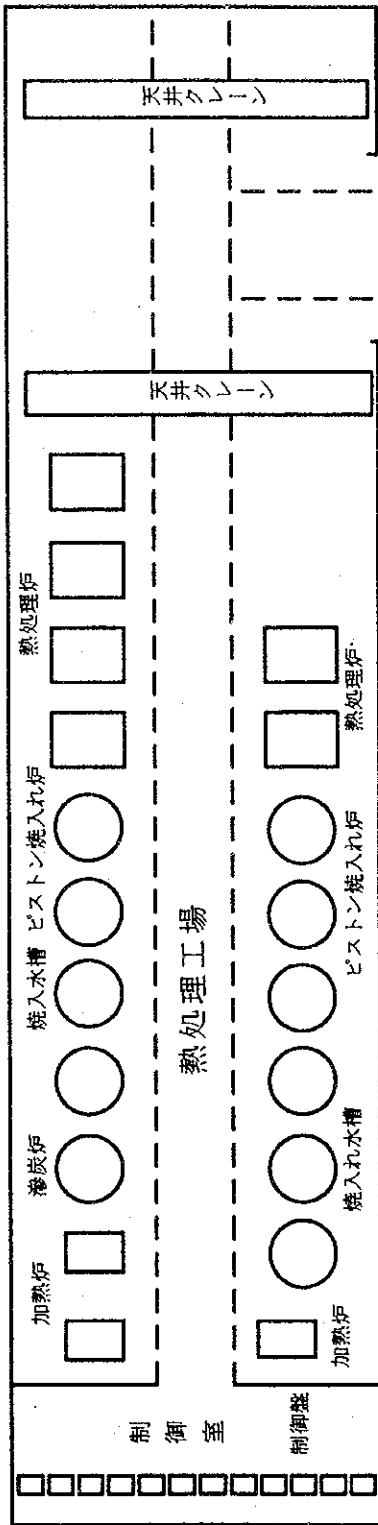 天井クレーン
天井クレーン
熱処理炉
ピストン焼入れ炉
焼入水槽
滲炭炉
加熱炉
熱処理工場
熱処理炉
ピストン焼入れ炉
焼入れ水槽
加熱炉
制御室
制御盤